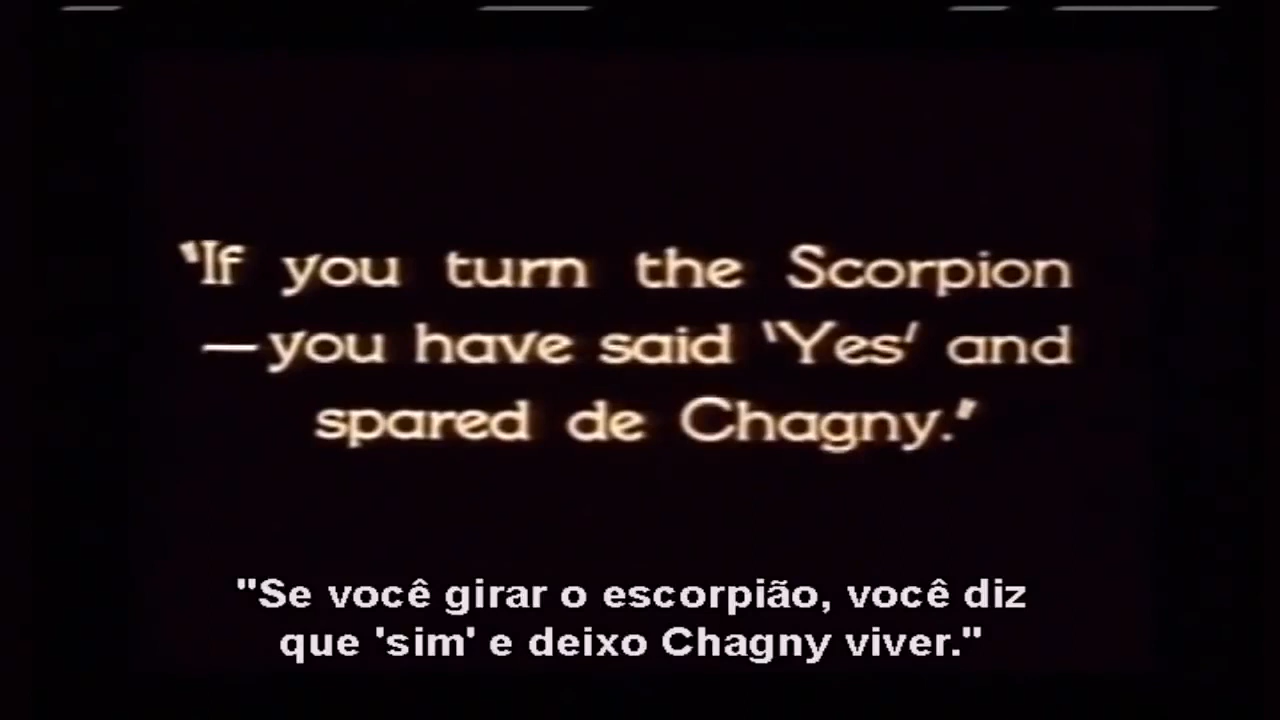 "If you turn the Scorpion
—you have said 'Yes' and
spared de Chagny."
"Se você girar o escorpião, você diz
que 'sim' e deixo Chagny viver."